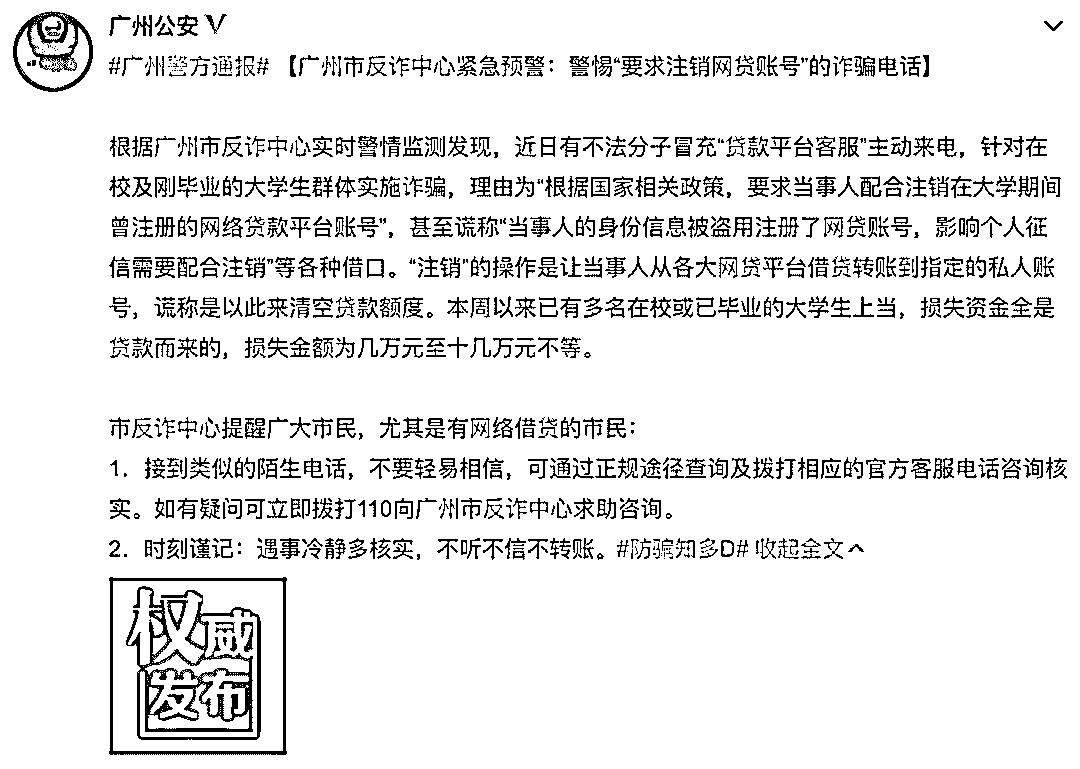 广州公安 V
#广州警方通报# 【广州市反诈中心紧急预警：警惕“要求注销网贷账号”的诈骗电话】
根据广州市反诈中心实时警情监测发现，近日有不法分子冒充“贷款平台客服”主动来电，针对在
校及刚毕业的大学生群体实施诈骗，理由为“根据国家相关政策，要求当事人配合注销在大学期间
曾注册的网络贷款平台账号”，甚至谎称“当事人的身份信息被盗用注册了网贷账号，影响个人征
信需要配合注销”等各种借口。“注销”的操作是让当事人从各大网贷平台借贷转账到指定的私人账
号，谎称是以此来清空贷款额度。本周以来已有多名在校或已毕业的大学生上当，损失资金全是
贷款而来的，损失金额为几万元至十几万元不等。
市反诈中心提醒广大市民，尤其是有网络借贷的市民：
1．接到类似的陌生电话，不要轻易相信，可通过正规途径查询及拨打相应的官方客服电话咨询核
实。如有疑问可立即拨打110向广州市反诈中心求助咨询。
2．时刻谨记：遇事冷静多核实，不听不信不转账。#防骗知多D# 收起全文
权威
发布